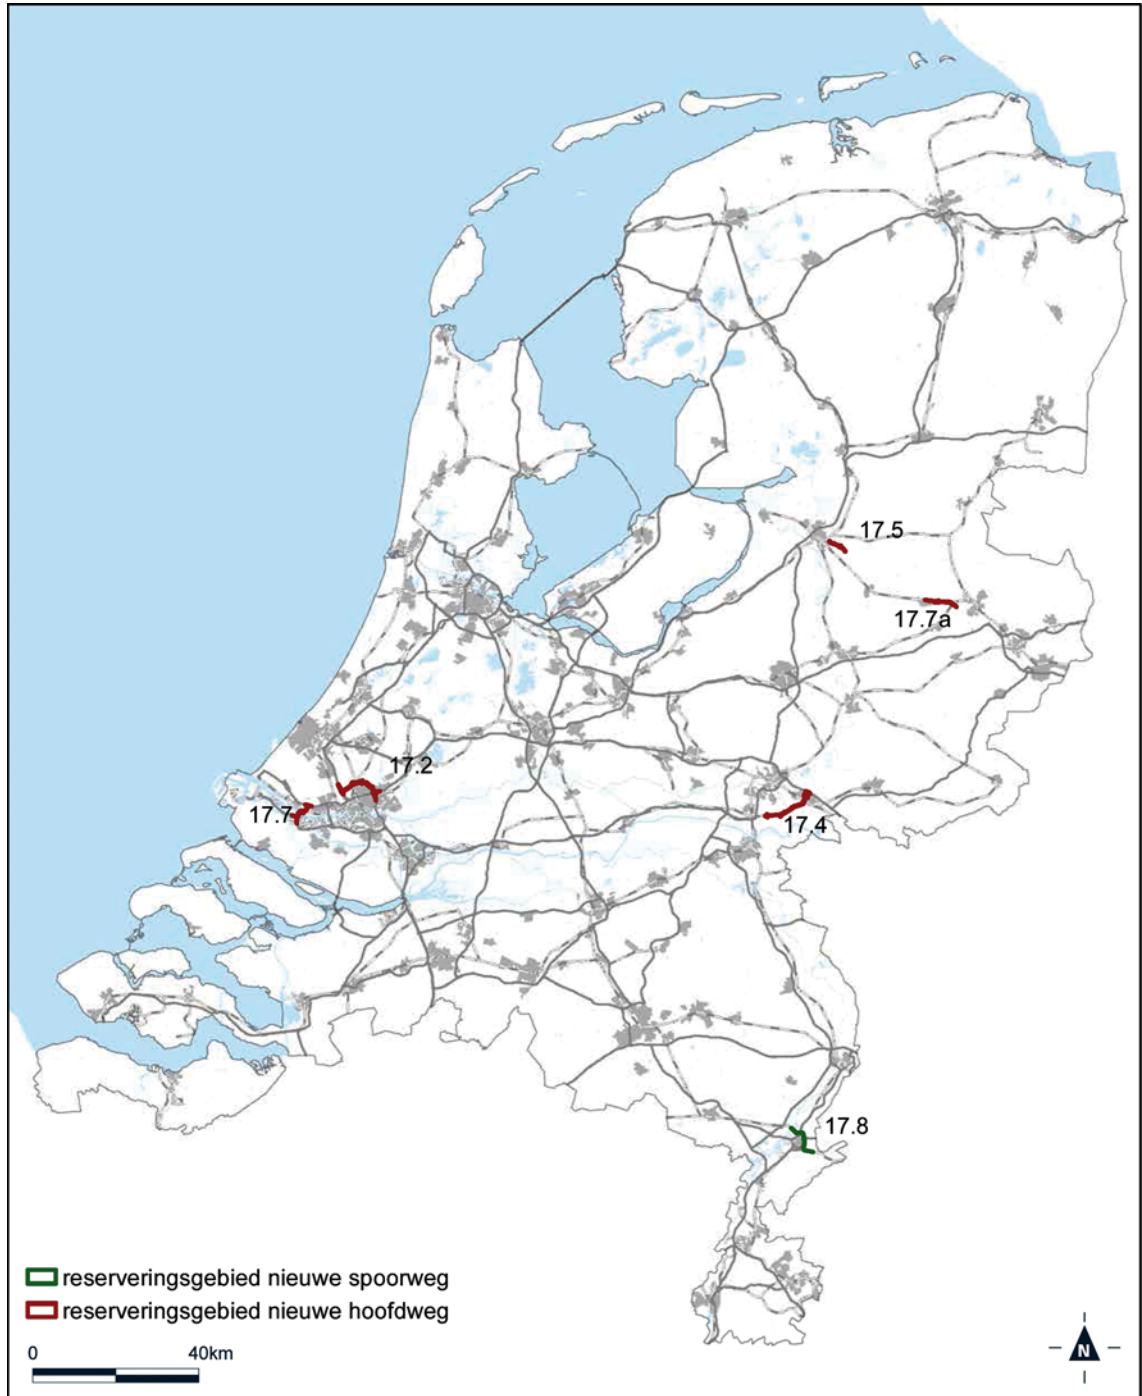 17.5
17.7a
17.2
17.7
17.4
17.8
reserveringsgebied nieuwe spoorweg
reserveringsgebied nieuwe hoofdweg
0 40km
N